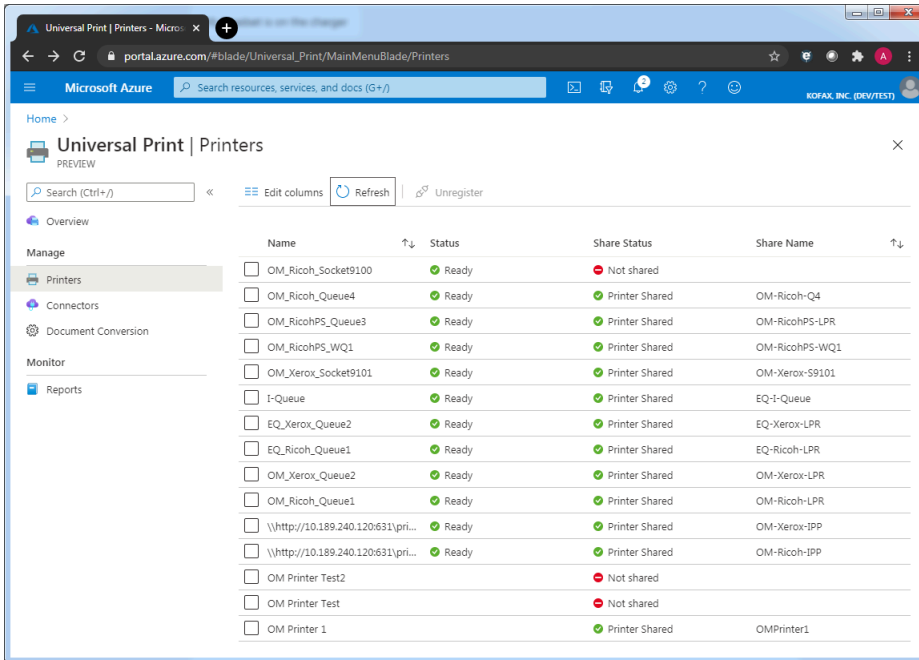 Universal Print | Printers - Micros
portal.azure.com/#blade/Universal_Print/MainMenuBlade/Printers
A
Microsoft Azure
Search resources, services, and docs (G+/)
2
KOFAX, INC. (DEV/TEST)
Home >
Universal Print | Printers
PREVIEW
Search (Ctrl+/)
«
Edit columns
Refresh
Unregister
Overview
Manage
Printers
Connectors
Document Conversion
Monitor
Reports
Name Status Share Status Share Name
OM_Ricoh_Socket9100 Ready Not shared
OM_Ricoh_Queue4 Ready Printer Shared OM-Ricoh-Q4
OM_RicohPS_Queue3 Ready Printer Shared OM-RicohPS-LPR
OM_RicohPS_WQ1 Ready Printer Shared OM-RicohPS-WQ1
OM_Xerox_Socket9101 Ready Printer Shared OM-Xerox-S9101
I-Queue Ready Printer Shared EQ-I-Queue
EQ_Xerox_Queue2 Ready Printer Shared EQ-Xerox-LPR
EQ_Ricoh_Queue1 Ready Printer Shared EQ-Ricoh-LPR
OM_Xerox_Queue2 Ready Printer Shared OM-Xerox-LPR
OM_Ricoh_Queue1 Ready Printer Shared OM-Ricoh-LPR
\\http://10.189.240.120:631\pri... Ready Printer Shared OM-Xerox-IPP
\\http://10.189.240.120:631\pri... Ready Printer Shared OM-Ricoh-IPP
OM Printer Test2 Not shared
OM Printer Test Not shared
OM Printer 1 Printer Shared OMPrinter1